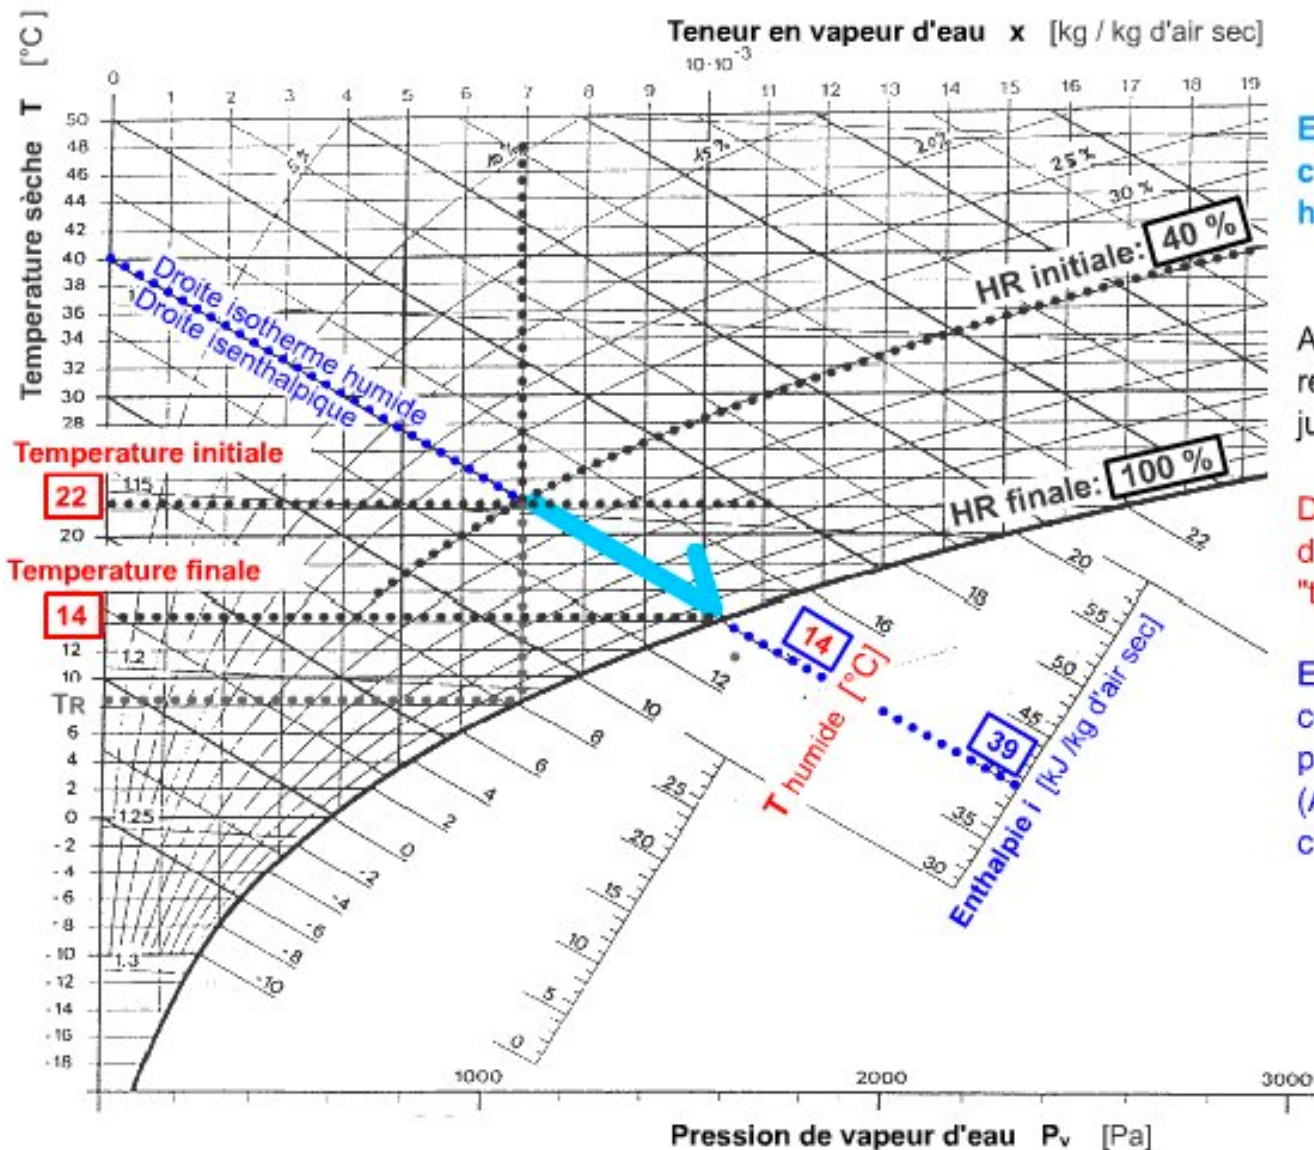 Teneur en vapeur d'eau x [kg / kg d'air sec]
10·10⁻³
0 1 2 3 4 5 6 7 8 9 11 12 13 14 15 16 17 18 19
Temperature sèche T [°C]
50
48
46
44
42
40
38
36
34
32
30
28
20
12
10
TR
6
4
2
0
-2
-4
-6
-8
-10
-12
-14
-16
-18
15%
20%
25%
30%
HR initiale: 40 %
HR finale: 100 %
Droite isotherme humide
Droite isenthalpique
Temperature initiale
22
1.15
Temperature finale
14
1.2
1.25
1.3
22
20
18
16
14
12
10
8
6
4
2
0
-2
-4
-6
-8
-10
T humide [°C]
55
50
45
39
35
30
25
20
15
10
5
0
Enthalpie i [kJ /kg d'air sec]
1000 2000 3000
Pression de vapeur d'eau Pv [Pa]
E
c
h
A
re
ju
D
d
"t
E
c
p
(A
c